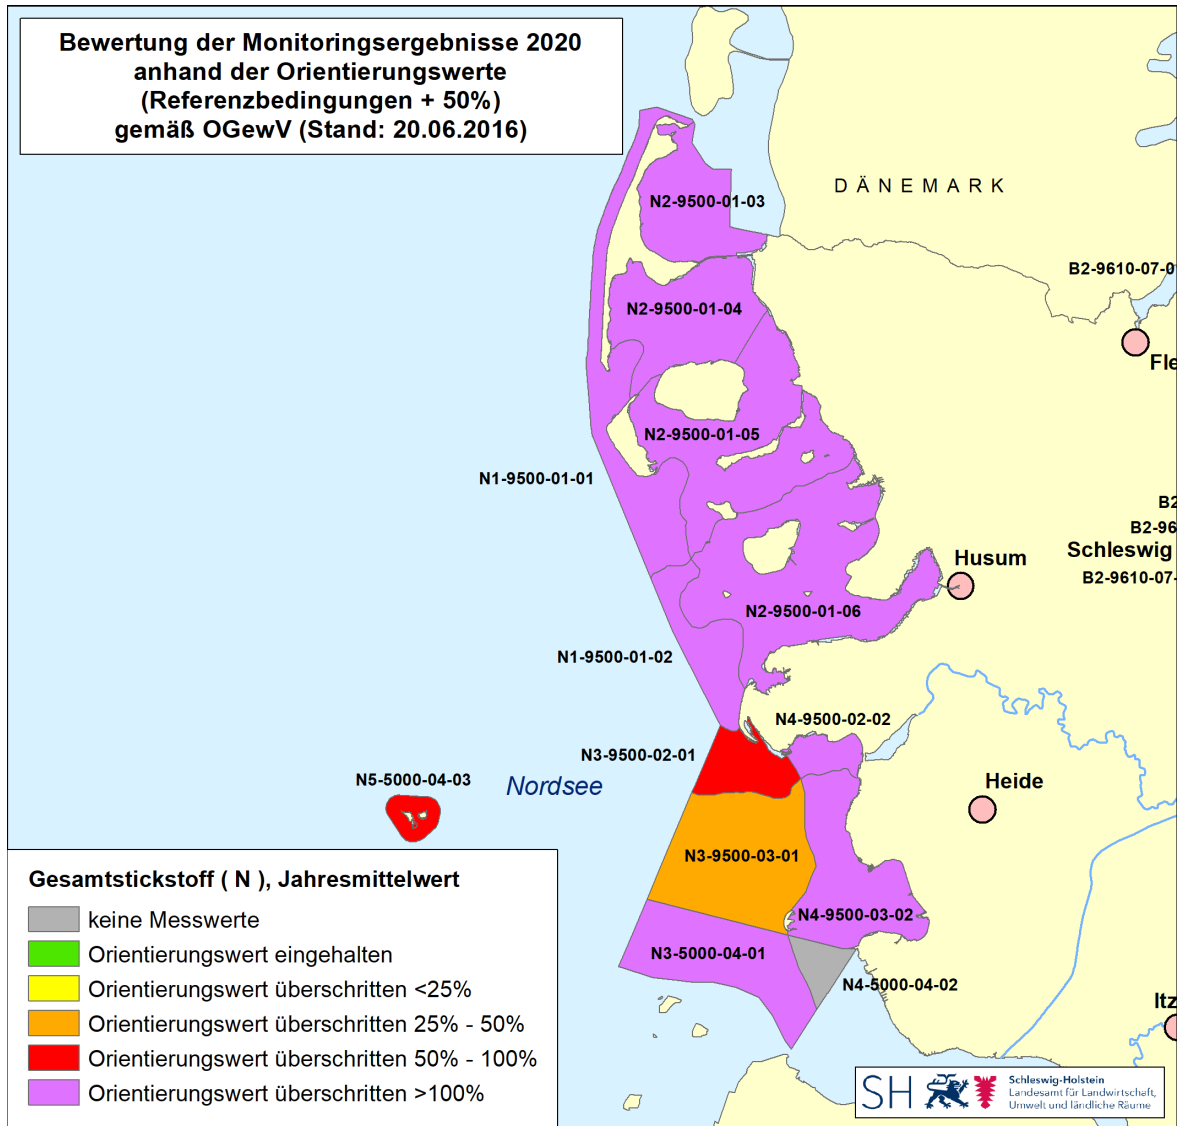 Bewertung der Monitoringsergebnisse 2020
anhand der Orientierungswerte
(Referenzbedingungen + 50%)
gemäß OGewV (Stand: 20.06.2016)
DÄNEMARK
N2-9500-01-03
B2-9610-07-0
N2-9500-01-04
Fle
N2-9500-01-05
N1-9500-01-01
B2
B2-96
Schleswig
Husum
B2-9610-07-
N2-9500-01-06
N1-9500-01-02
N4-9500-02-02
N3-9500-02-01
N5-5000-04-03
Nordsee
Heide
N3-9500-03-01
N4-9500-03-02
N3-5000-04-01
N4-5000-04-02
Itz
Gesamtstickstoff ( N ), Jahresmittelwert
keine Messwerte
Orientierungswert eingehalten
Orientierungswert überschritten <25%
Orientierungswert überschritten 25% - 50%
Orientierungswert überschritten 50% - 100%
Orientierungswert überschritten >100%
SH
Schleswig-Holstein
Landesamt für Landwirtschaft,
Umwelt und ländliche Räume